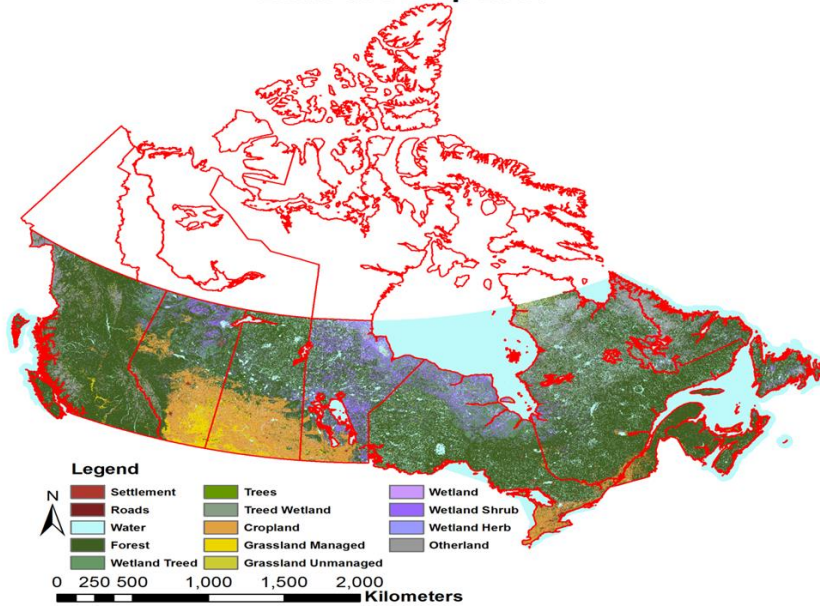 Legend
Settlement
Roads
Water
Forest
Wetland Treed
Trees
Treed Wetland
Cropland
Grassland Managed
Grassland Unmanaged
Wetland
Wetland Shrub
Wetland Herb
Otherland
N
0 250 500 1,000 1,500 2,000
Kilometers